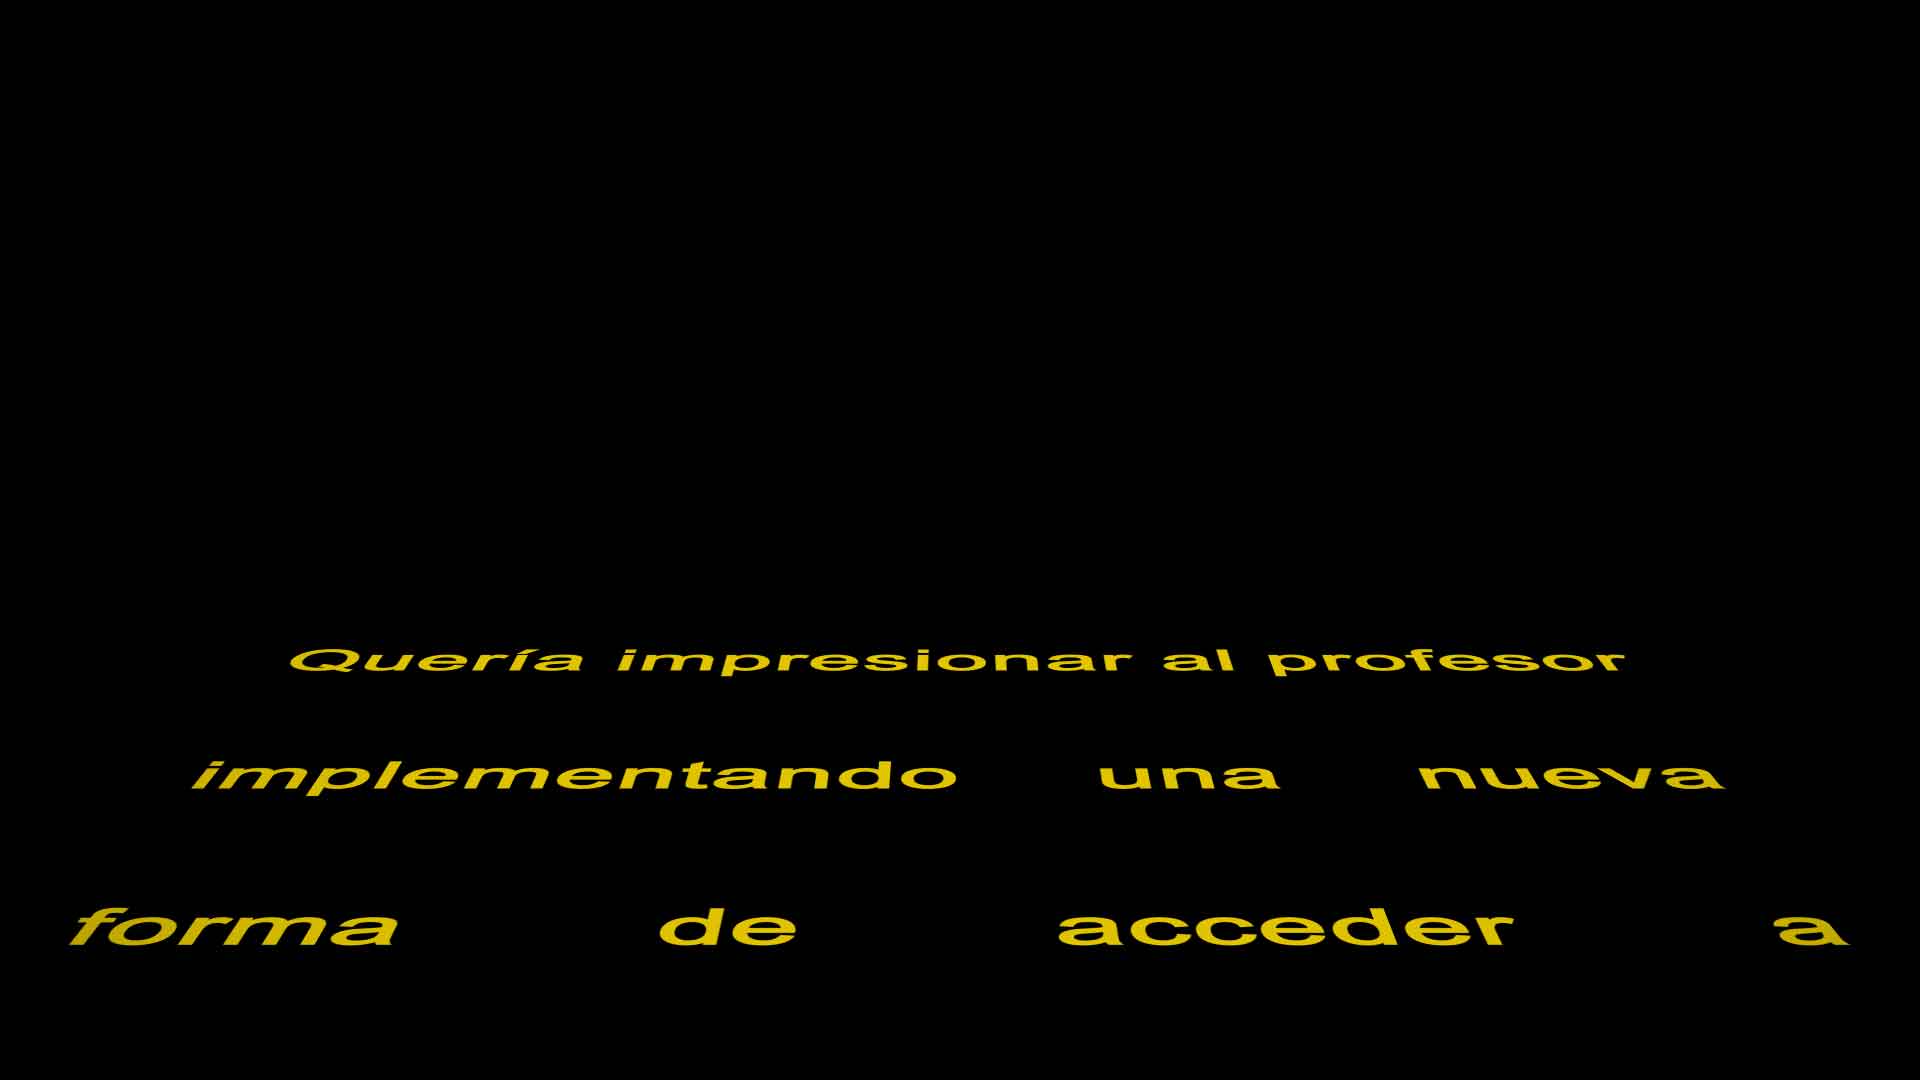 Quería impresionar al profesor
implementando una nueva
forma de acceder a